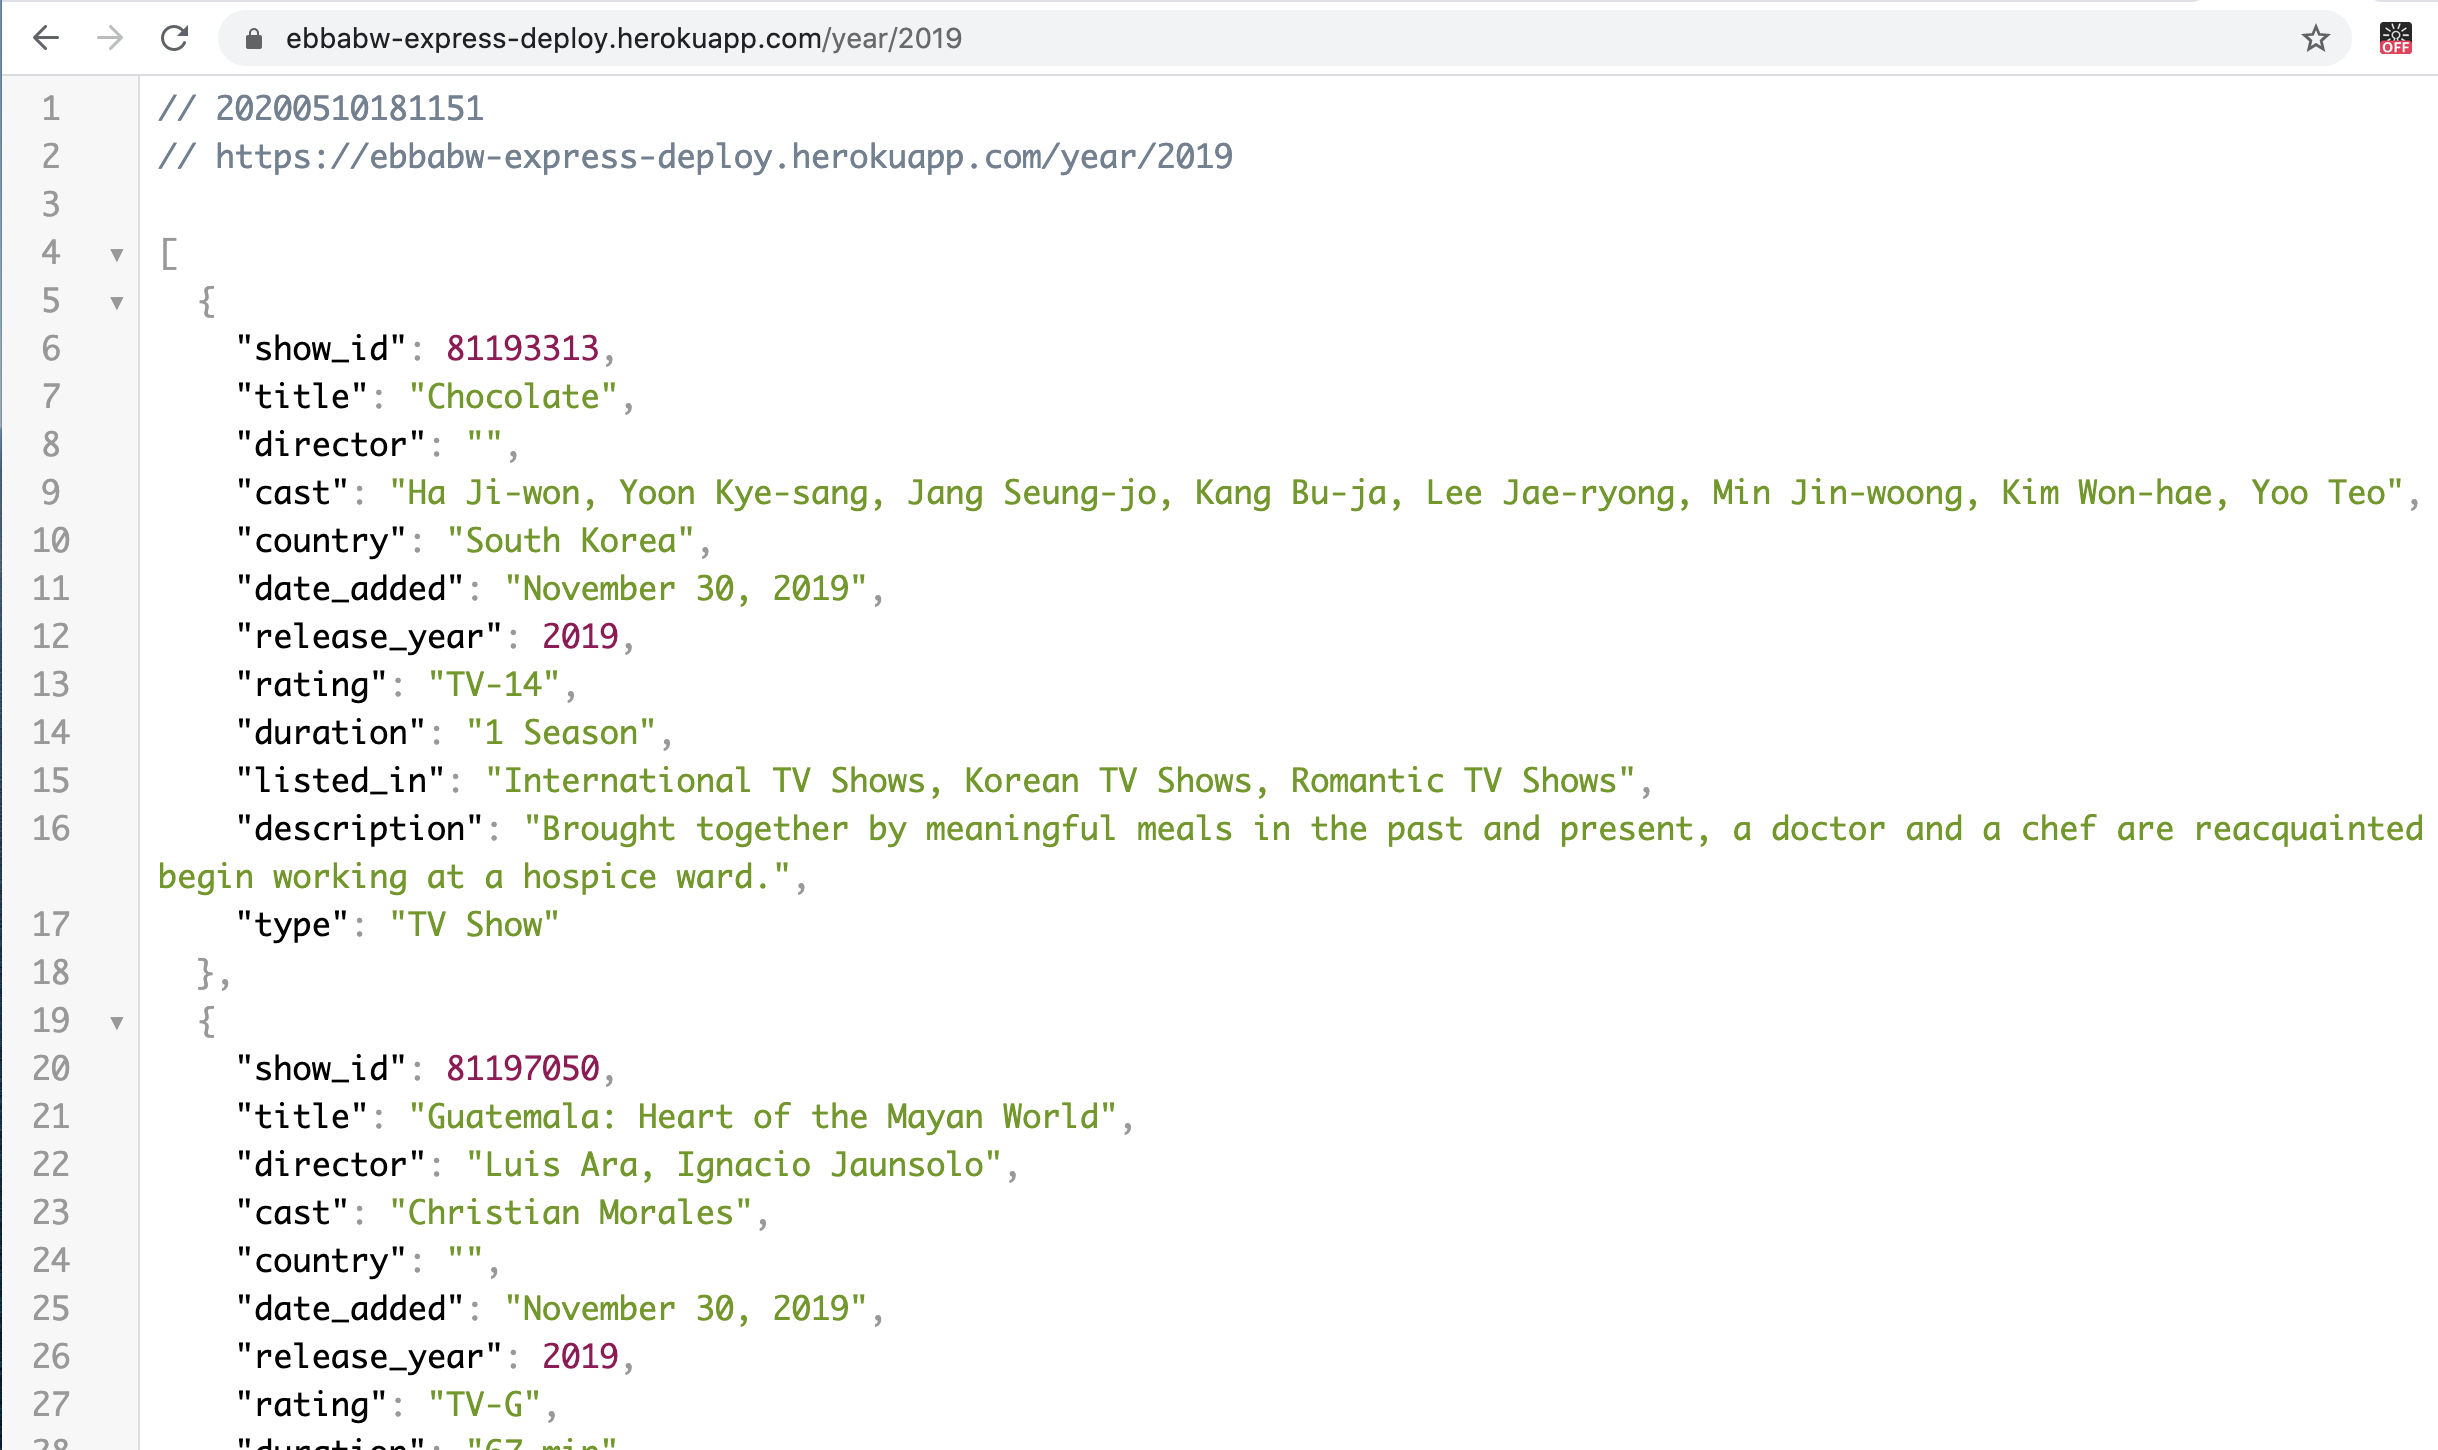 ebbabw-express-deploy.herokuapp.com/year/2019
OFF
1 // 20200510181151
2 // https://ebbabw-express-deploy.herokuapp.com/year/2019
3
4 [
5 {
6 "show_id": 81193313,
7 "title": "Chocolate",
8 "director": "",
9 "cast": "Ha Ji-won, Yoon Kye-sang, Jang Seung-jo, Kang Bu-ja, Lee Jae-ryong, Min Jin-woong, Kim Won-hae, Yoo Teo",
10 "country": "South Korea",
11 "date_added": "November 30, 2019",
12 "release_year": 2019,
13 "rating": "TV-14",
14 "duration": "1 Season",
15 "listed_in": "International TV Shows, Korean TV Shows, Romantic TV Shows",
16 "description": "Brought together by meaningful meals in the past and present, a doctor and a chef are reacquainted
begin working at a hospice ward.",
17 "type": "TV Show"
18 },
19 {
20 "show_id": 81197050,
21 "title": "Guatemala: Heart of the Mayan World",
22 "director": "Luis Ara, Ignacio Jaunsolo",
23 "cast": "Christian Morales",
24 "country": "",
25 "date_added": "November 30, 2019",
26 "release_year": 2019,
27 "rating": "TV-G",
28 "duration": "67 min"